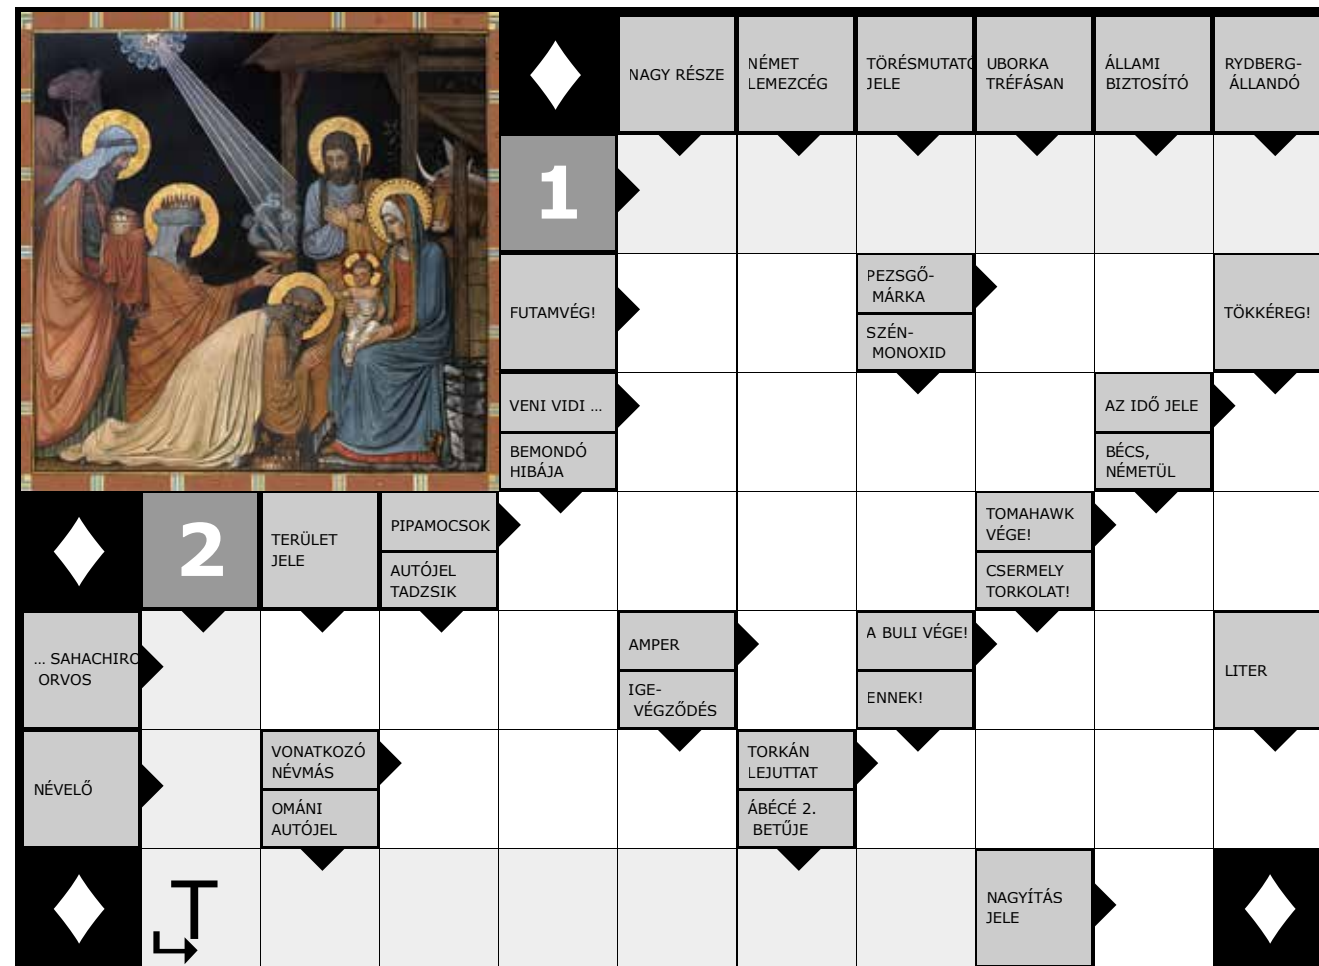 NAGY RÉSZE
NÉMET
LEMEZCÉG
TÖRÉSMUTATÓ
JELE
UBORKA
TRÉFÁSAN
ÁLLAMI
BIZTOSÍTÓ
RYDBERG-
ÁLLANDÓ
1
FUTAMVÉG!
PEZSGŐ-
MÁRKA
SZÉN-
MONOXID
TÖKKÉREG!
VENI VIDI ...
BEMONDÓ
HIBÁJA
AZ IDŐ JELE
BÉCS,
NÉMETÜL
2
TERÜLET
JELE
PIPAMOCSOK
AUTÓJEL
TADZSIK
TOMAHAWK
VÉGE!
CSERMELY
TORKOLAT!
... SAHACHIRO
ORVOS
AMPER
IGE-
VÉGZŐDÉS
A BULI VÉGE!
ENNEK!
LITER
NÉVELŐ
VONATKOZÓ
NÉVMÁS
OMÁNI
AUTÓJEL
TORKÁN
LEJUTTAT
ÁBÉCÉ 2.
BETŰJE
T
NAGYÍTÁS
JELE